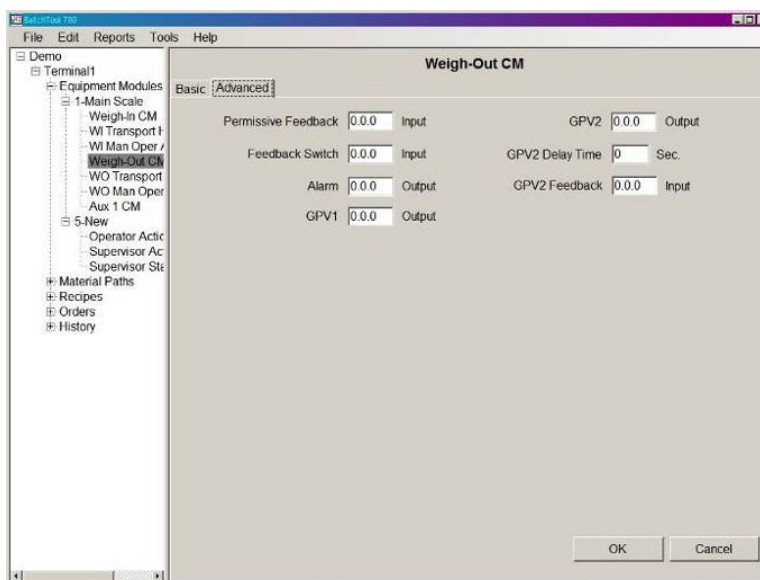 BatchTool 780
File Edit Reports Tools Help
Demo
Terminal1
Equipment Modules
1-Main Scale
Weigh-In CM
WI Transport H
WI Man Oper A
Weigh-Out CM
WO Transport
WO Man Oper
Aux 1 CM
5-New
Operator Actic
Supervisor Ac
Supervisor Sta
Material Paths
Recipes
Orders
History
Weigh-Out CM
Basic Advanced
Permissive Feedback 0.0.0 Input
Feedback Switch 0.0.0 Input
Alarm 0.0.0 Output
GPV1 0.0.0 Output
GPV2 0.0.0 Output
GPV2 Delay Time 0 Sec.
GPV2 Feedback 0.0.0 Input
OK Cancel